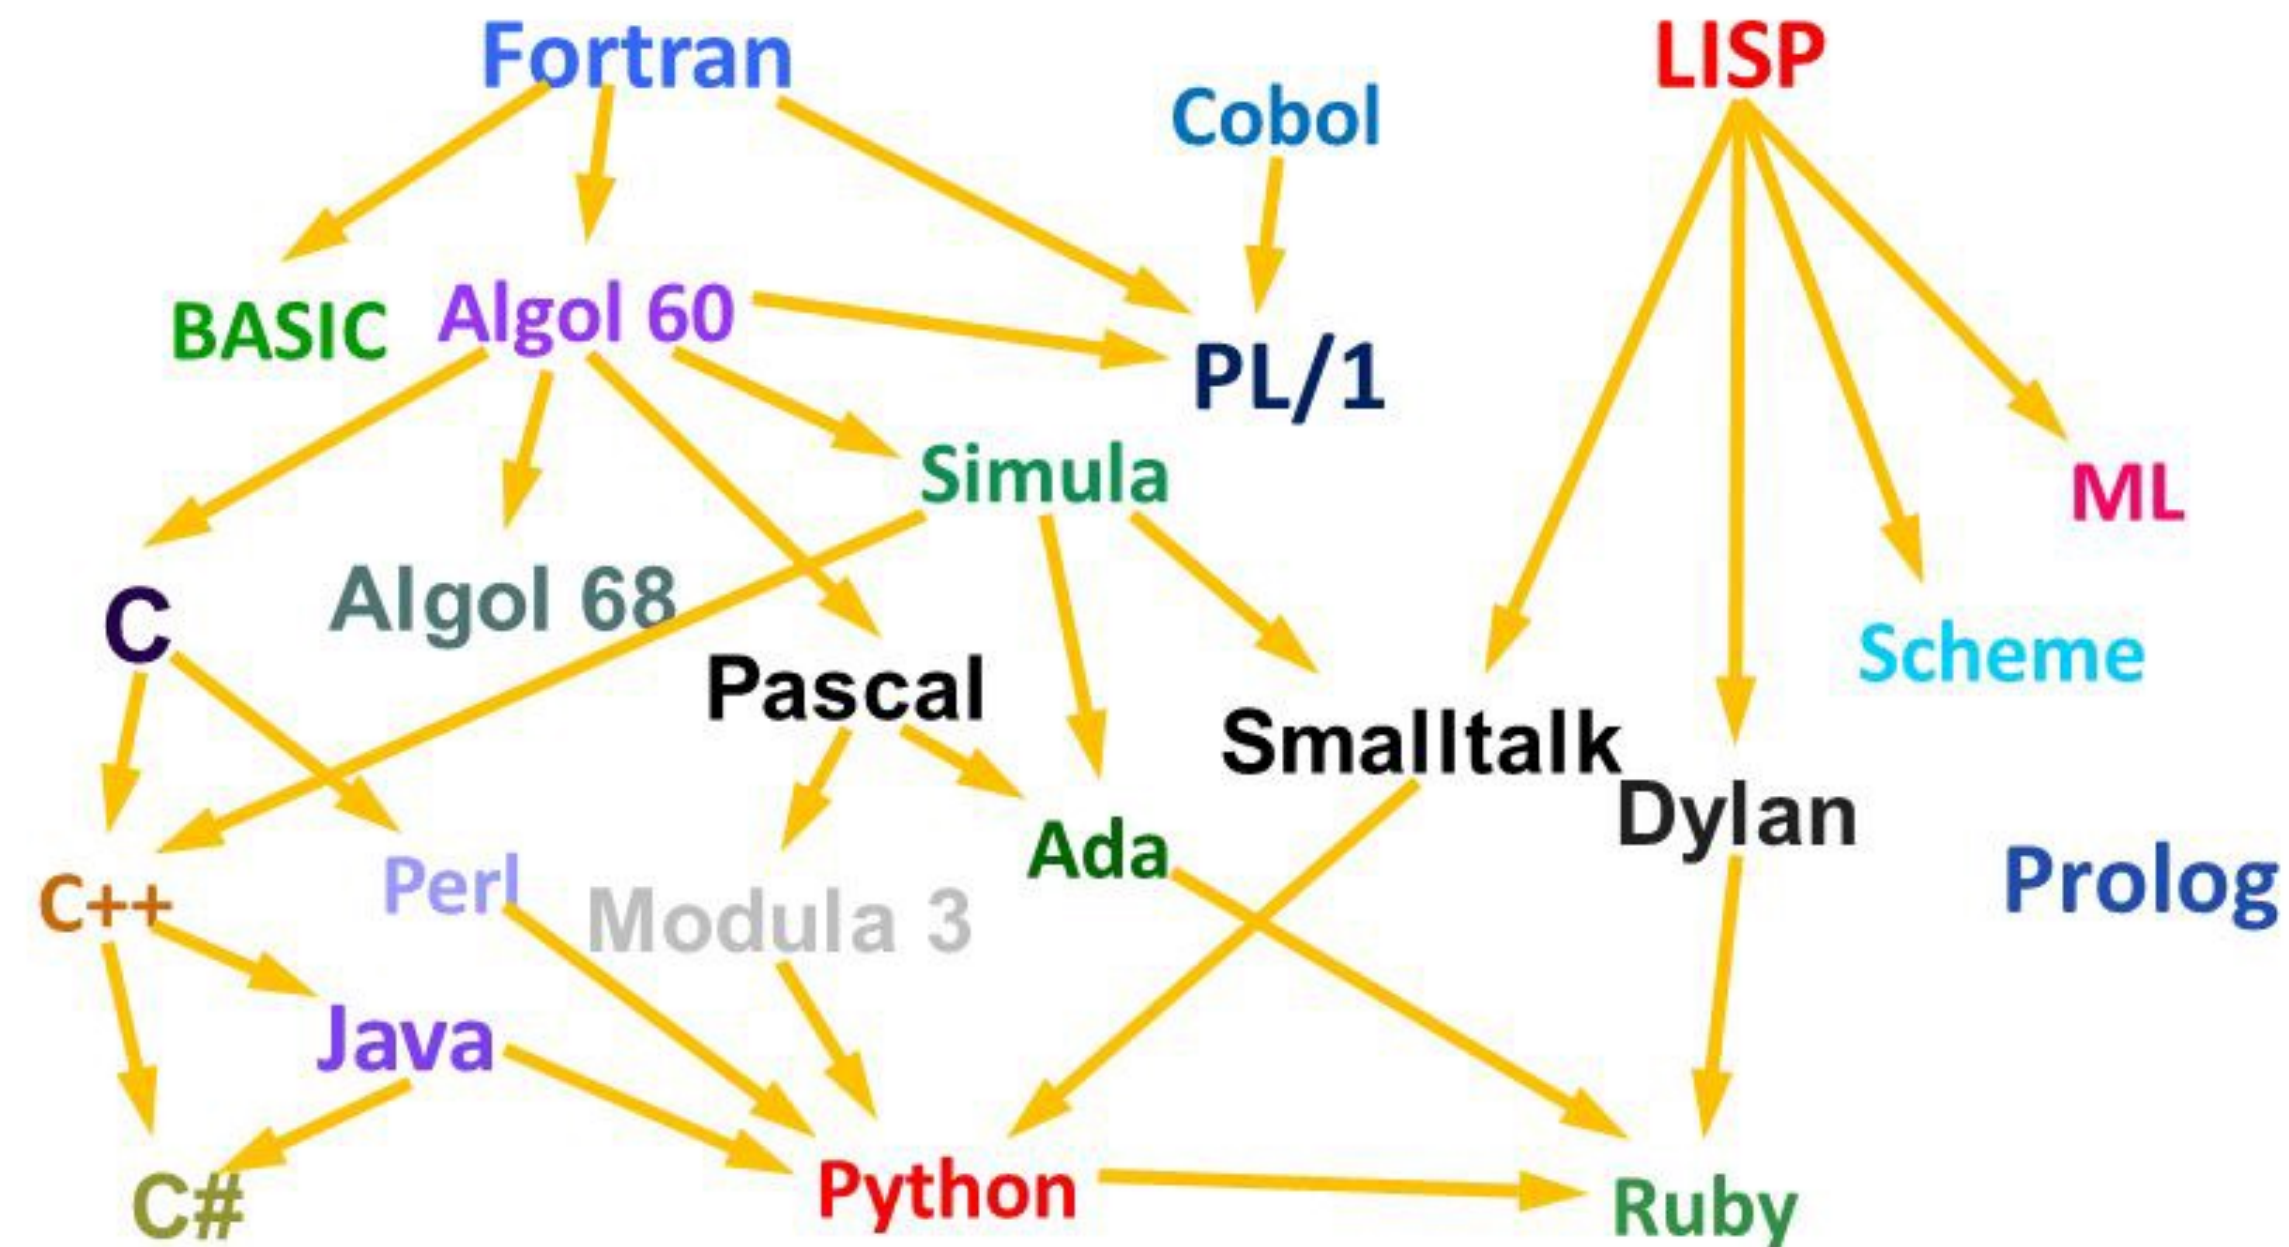 Fortran
LISP
Cobol
BASIC
Algol 60
PL/1
Simula
ML
C
Algol 68
Pascal
Scheme
Smalltalk
Dylan
Ada
Prolog
C++
Perl
Modula 3
Java
Python
C#
Ruby